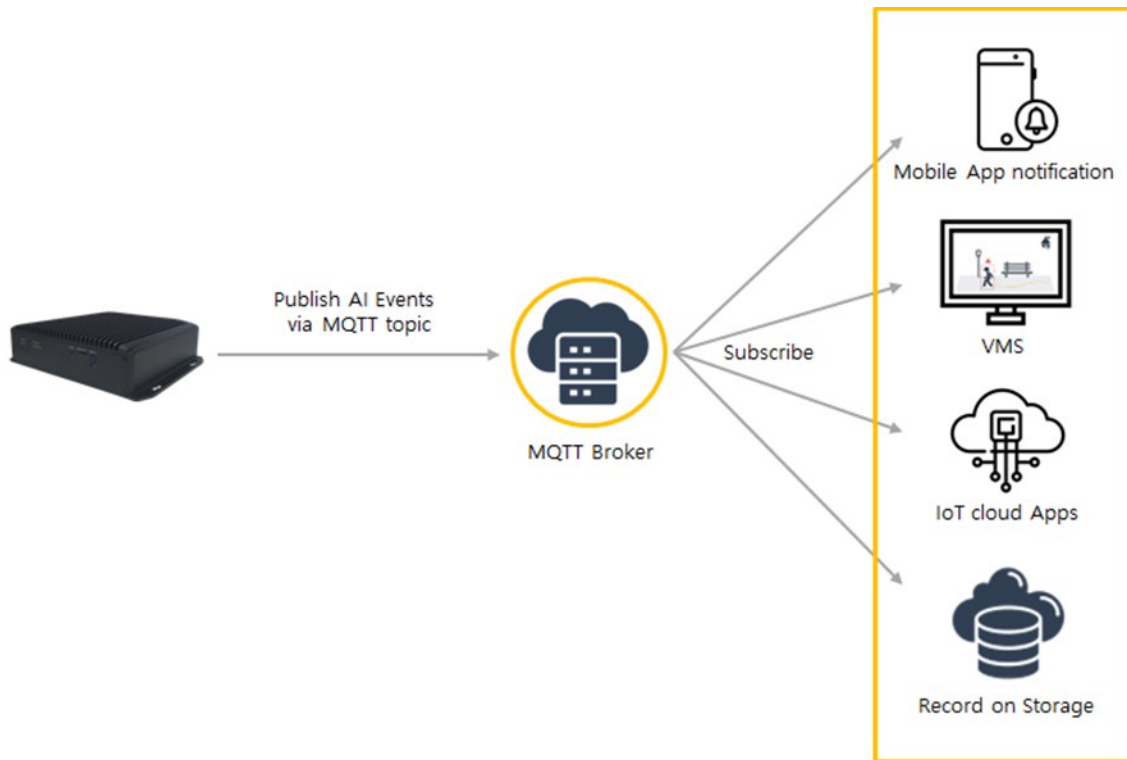 Publish AI Events
via MQTT topic
MQTT Broker
Subscribe
Mobile App notification
VMS
IoT cloud Apps
Record on Storage